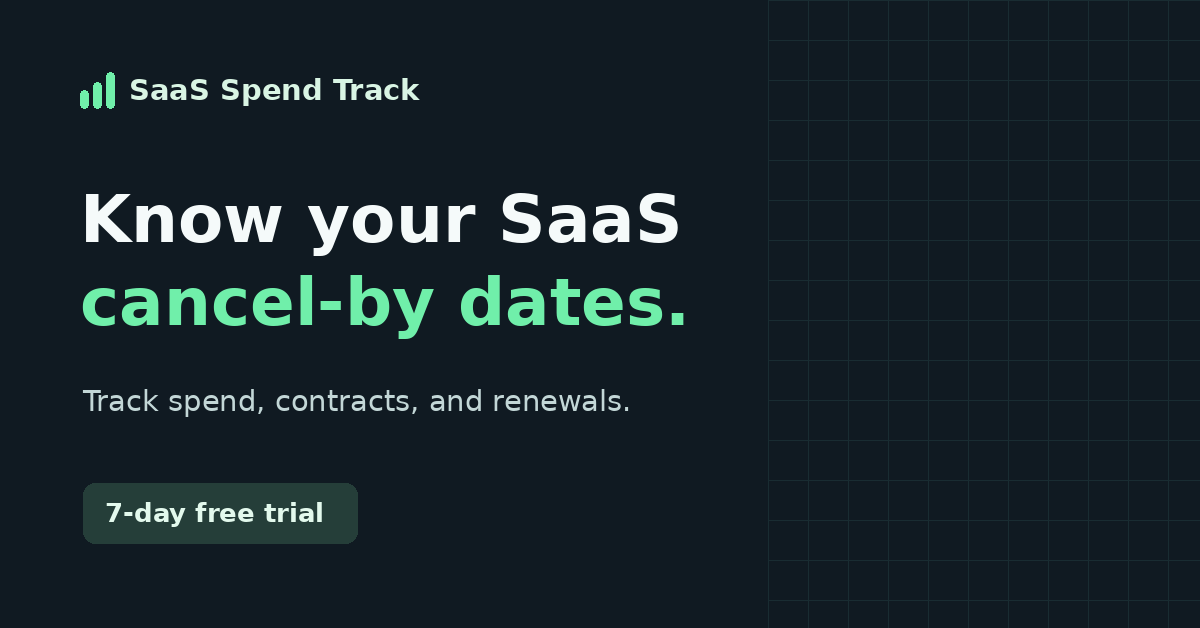 SaaS Spend Track
Know your SaaS
cancel-by dates.
Track spend, contracts, and renewals.
7-day free trial